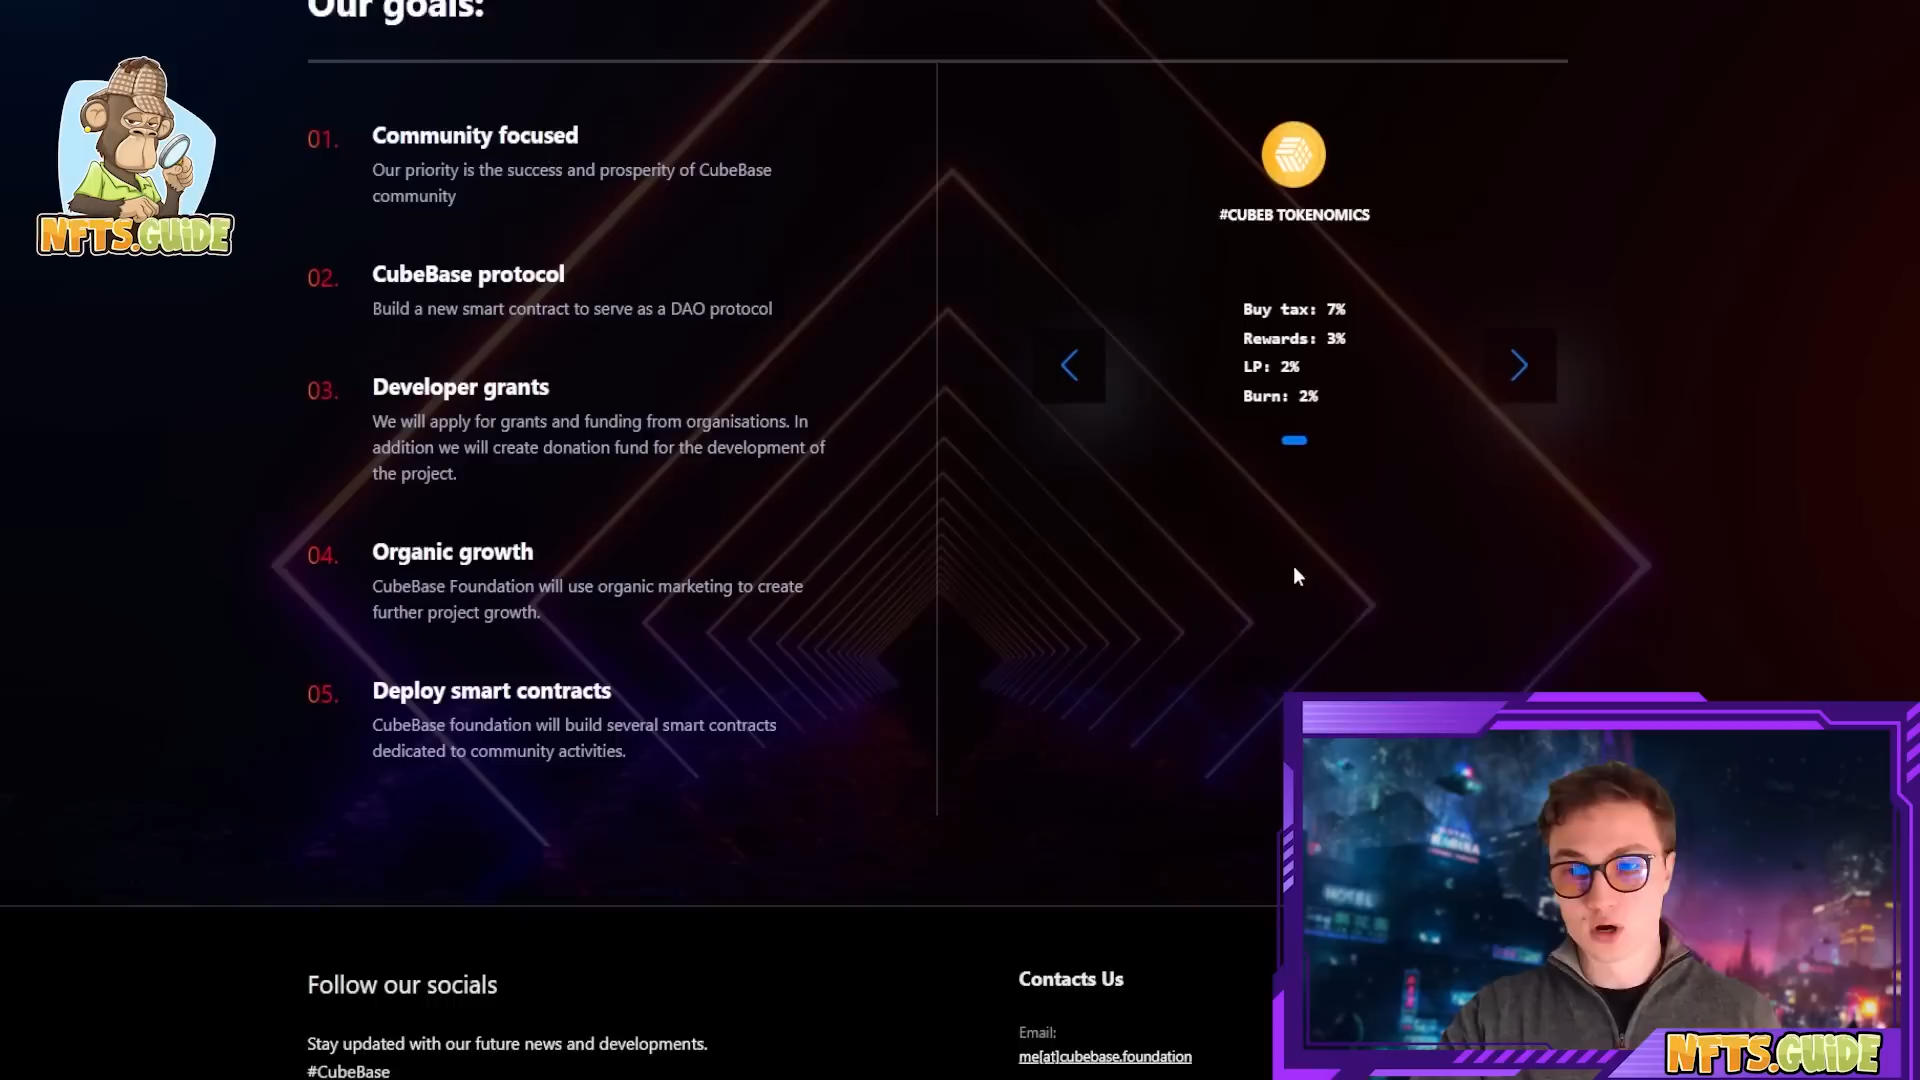 Our goals:
NFTS.GUiDE
01.
Community focused
Our priority is the success and prosperity of CubeBase
community
02.
CubeBase protocol
Build a new smart contract to serve as a DAO protocol
03.
Developer grants
We will apply for grants and funding from organisations. In
addition we will create donation fund for the development of
the project.
04.
Organic growth
CubeBase Foundation will use organic marketing to create
further project growth.
05.
Deploy smart contracts
CubeBase foundation will build several smart contracts
dedicated to community activities.
#CUBEB TOKENOMICS
Buy tax: 7%
Rewards: 3%
LP: 2%
Burn: 2%
Follow our socials
Stay updated with our future news and developments.
#CubeBase
Contacts Us
Email:
me[at]cubebase.foundation
HOTEL
NFTS.GUiDE